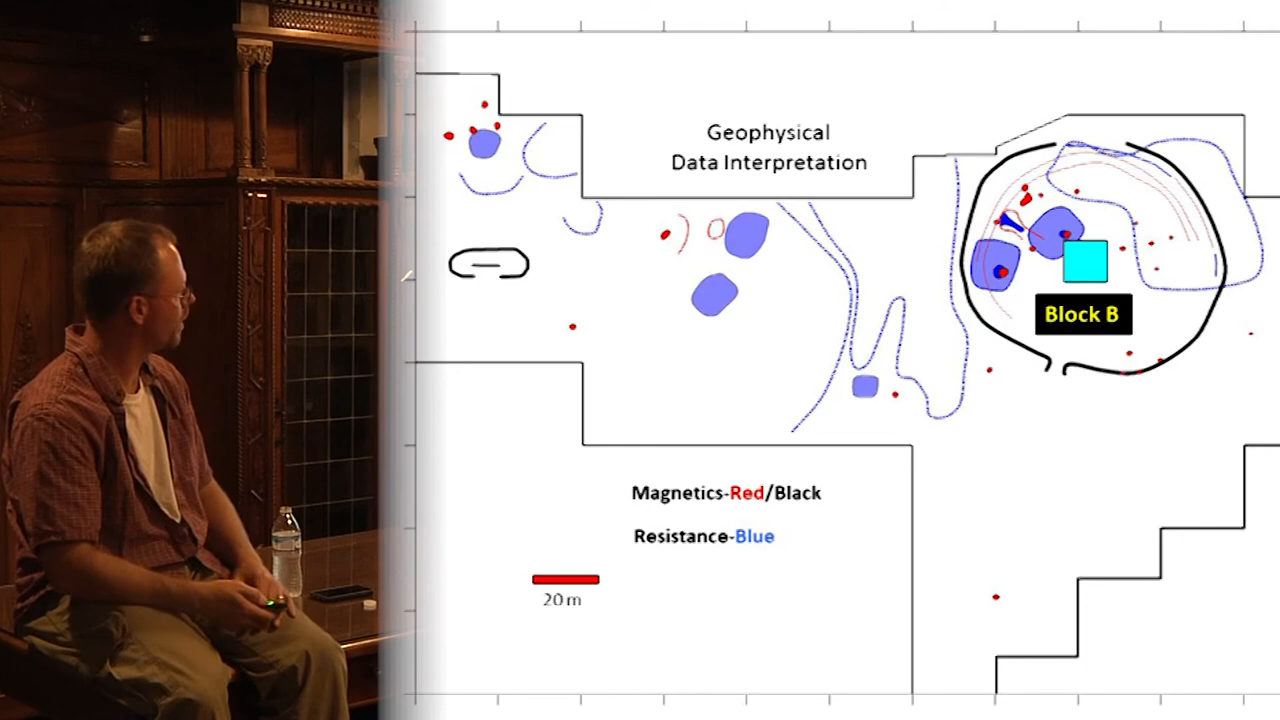 Geophysical
Data Interpretation
Block B
Magnetics-Red/Black
Resistance-Blue
20 m